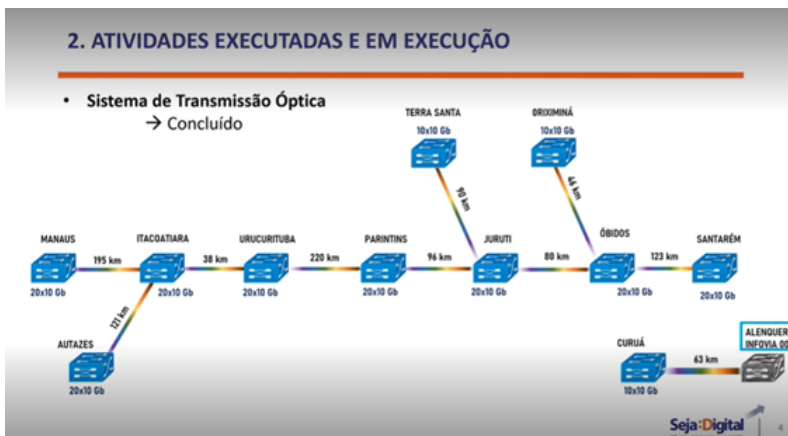 2. ATIVIDADES EXECUTADAS E EM EXECUÇÃO
• Sistema de Transmissão Óptica
→ Concluído
TERRA SANTA
10x10 Gb
ORIXIMINÁ
10x10 Gb
90 km
46 km
MANAUS
20x10 Gb
195 km
ITACOATIARA
20x10 Gb
38 km
URUCURITUBA
20x10 Gb
220 km
PARINTINS
20x10 Gb
96 km
JURUTI
20x10 Gb
80 km
ÓBIDOS
20x10 Gb
123 km
SANTARÉM
20x10 Gb
121 km
AUTAZES
20x10 Gb
CURUÁ
10x10 Gb
63 km
ALENQUER
INFOVIA 00
Seja:Digital
4